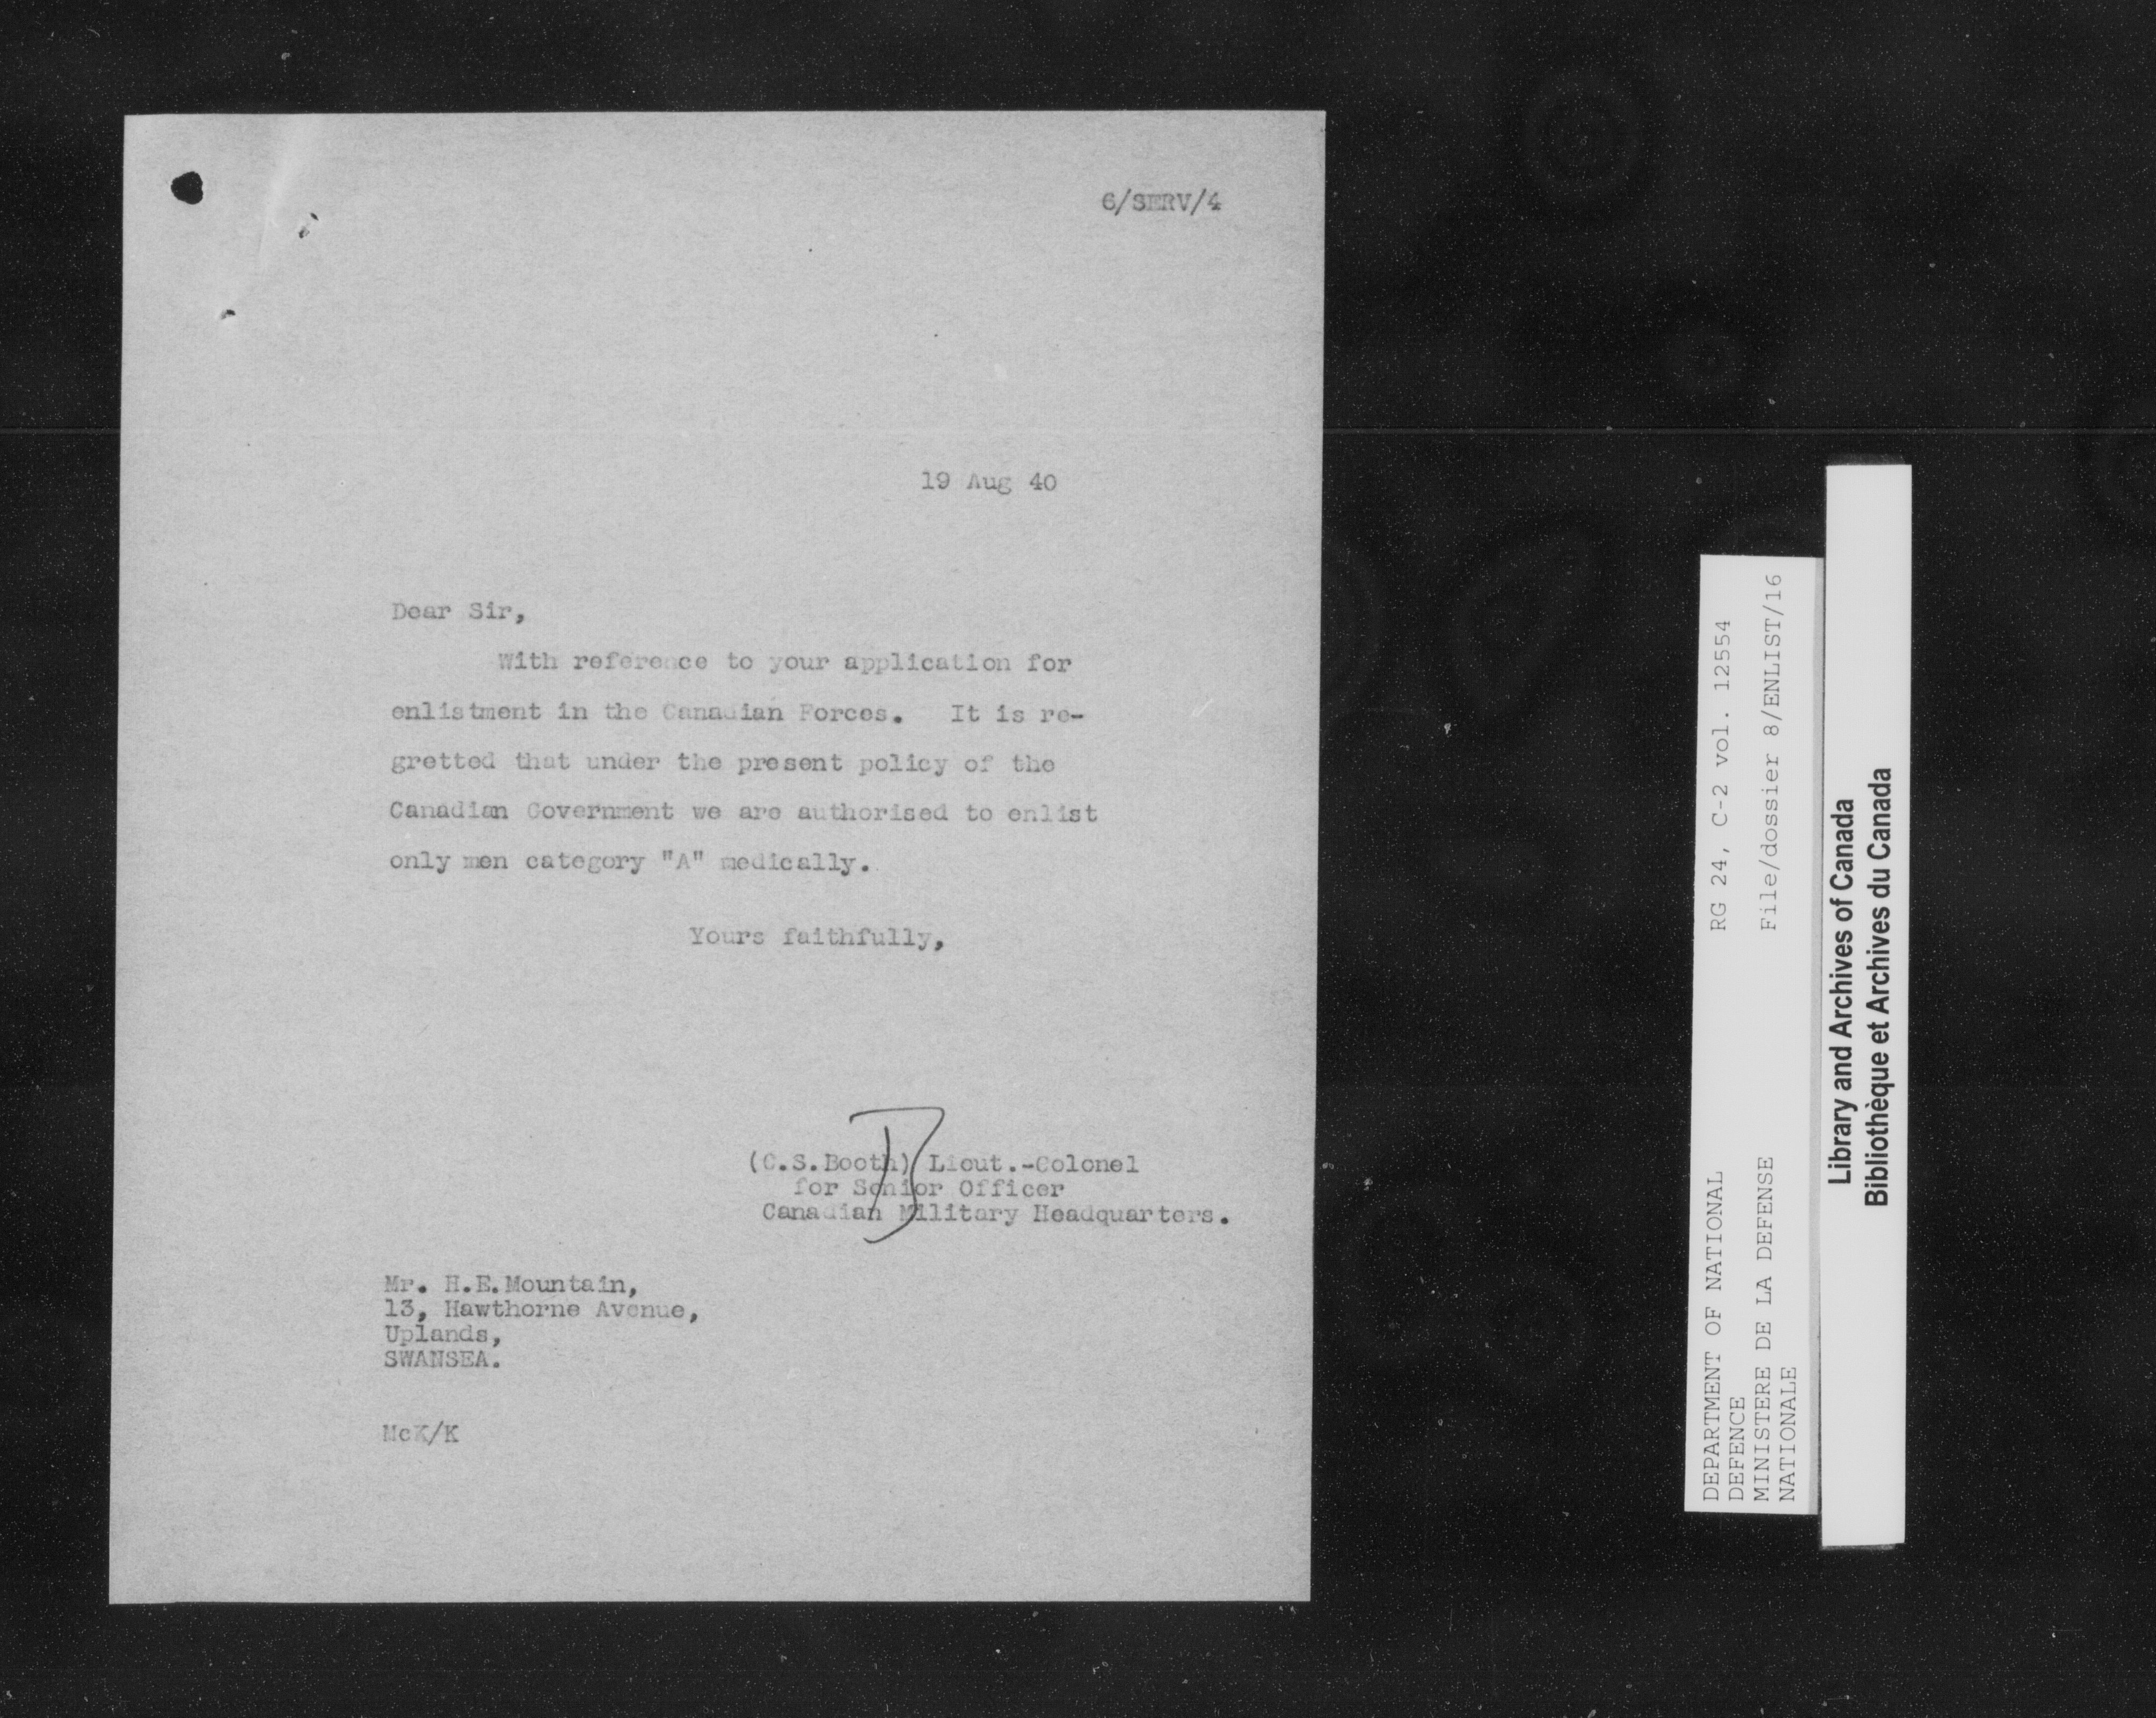 6/SERV/4
19 Aug 40
Dear Sir,
With reference to your application for
enlistment in the Canadian Forces. It is re-
gretted that under the present policy of the
Canadian Government we are authorised to enlist
only men category "A" medically.
Yours faithfully,
(C.S.Booth) Lieut.-Colonel
for Senior Officer
Canadian Military Headquarters.
Mr. H.E.Mountain,
13, Hawthorne Avenue,
Uplands,
SWANSEA.
McK/K
DEPARTMENT OF NATIONAL
DEFENCE
MINISTERE DE LA DEFENSE
NATIONALE
RG 24, C-2 vol. 12554
File/dossier 8/ENLIST/16
Library and Archives of Canada
Bibliothèque et Archives du Canada